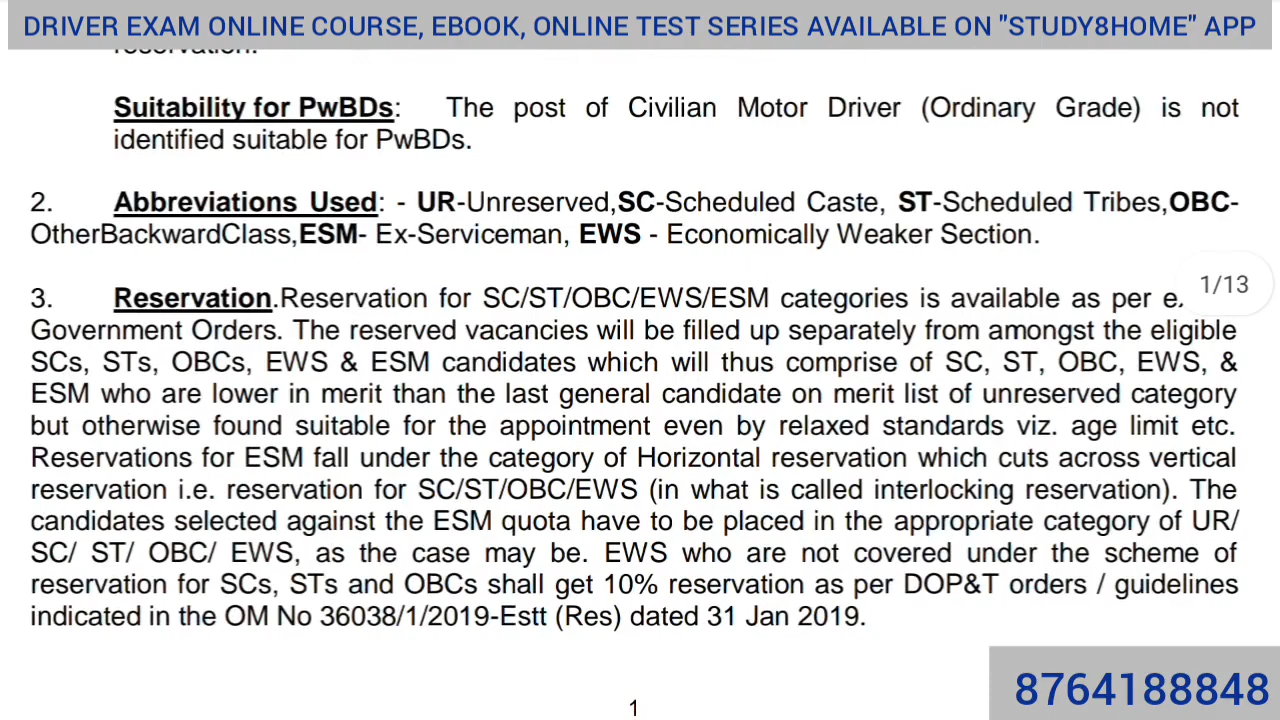 DRIVER EXAM ONLINE COURSE, EBOOK, ONLINE TEST SERIES AVAILABLE ON "STUDY8HOME" APP
reservation.
Suitability for PwBDs: The post of Civilian Motor Driver (Ordinary Grade) is not
identified suitable for PwBDs.
2. Abbreviations Used: - UR-Unreserved,SC-Scheduled Caste, ST-Scheduled Tribes,OBC-
OtherBackwardClass,ESM- Ex-Serviceman, EWS - Economically Weaker Section.
1/13
3. Reservation.Reservation for SC/ST/OBC/EWS/ESM categories is available as per
Government Orders. The reserved vacancies will be filled up separately from amongst the eligible
SCs, STs, OBCs, EWS & ESM candidates which will thus comprise of SC, ST, OBC, EWS, &
ESM who are lower in merit than the last general candidate on merit list of unreserved category
but otherwise found suitable for the appointment even by relaxed standards viz. age limit etc.
Reservations for ESM fall under the category of Horizontal reservation which cuts across vertical
reservation i.e. reservation for SC/ST/OBC/EWS (in what is called interlocking reservation). The
candidates selected against the ESM quota have to be placed in the appropriate category of UR/
SC/ ST/ OBC/ EWS, as the case may be. EWS who are not covered under the scheme of
reservation for SCs, STs and OBCs shall get 10% reservation as per DOP&T orders / guidelines
indicated in the OM No 36038/1/2019-Estt (Res) dated 31 Jan 2019.
8764188848
1